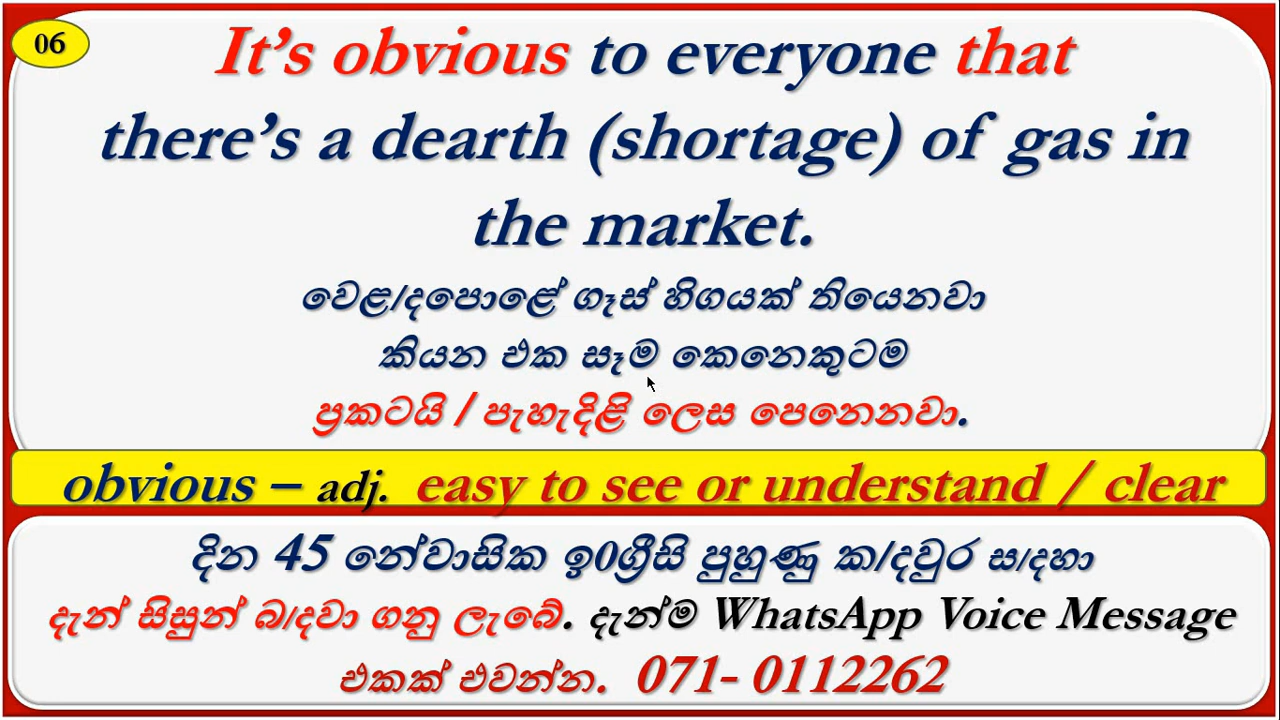 06
It’s obvious to everyone that
there’s a dearth (shortage) of gas in
the market.
වෙළ/දපොළේ ගෑස් හිගයක් තියෙනවා
කියන එක සෑම කෙනෙකුටම
ප්‍රකටයි / පැහැදිළි ලෙස පෙනෙනවා.
obvious – adj. easy to see or understand / clear
දින 45 නේවාසික ඉ0ග්‍රීසි පුහුණු ක/දවුර ස/දහා
දැන් සිසුන් බ/දවා ගනු ලැබේ. දැන්ම WhatsApp Voice Message
එකක් එවන්න. 071- 0112262